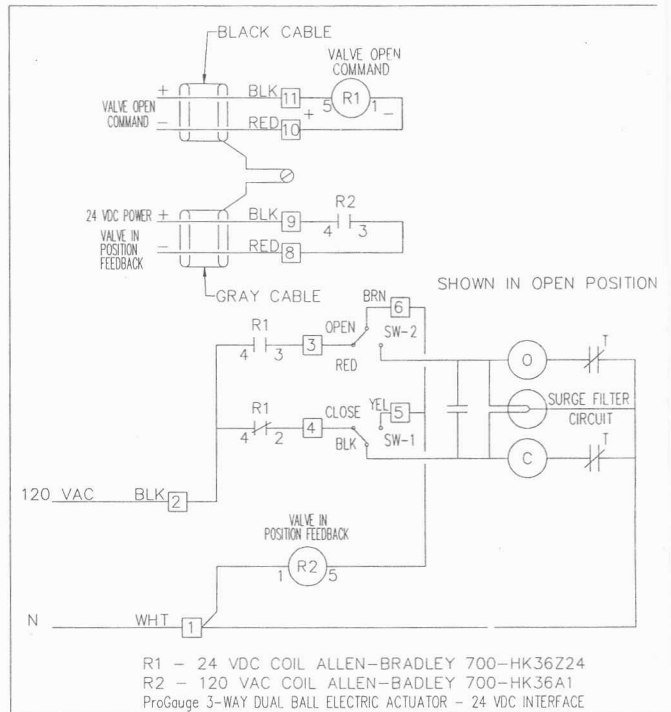 BLACK CABLE
VALVE OPEN
COMMAND
+ BLK 11 5 R1 1
VALVE OPEN
COMMAND
+ -
- RED 10
R2
24 VDC POWER + BLK 9 4 3
VALVE IN
POSITION
FEEDBACK
- RED 8
GRAY CABLE
SHOWN IN OPEN POSITION
BRN 6
R1 OPEN SW-2 T
4 3 3 O
RED
SURGE FILTER
CIRCUIT
R1 CLOSE YEL 5
4 2 4 SW-1 T
BLK C
120 VAC BLK 2
VALVE IN
POSITION FEEDBACK
1 R2 5
N WHT 1
R1 - 24 VDC COIL ALLEN-BRADLEY 700-HK36Z24
R2 - 120 VAC COIL ALLEN-BADLEY 700-HK36A1
ProGauge 3-WAY DUAL BALL ELECTRIC ACTUATOR - 24 VDC INTERFACE